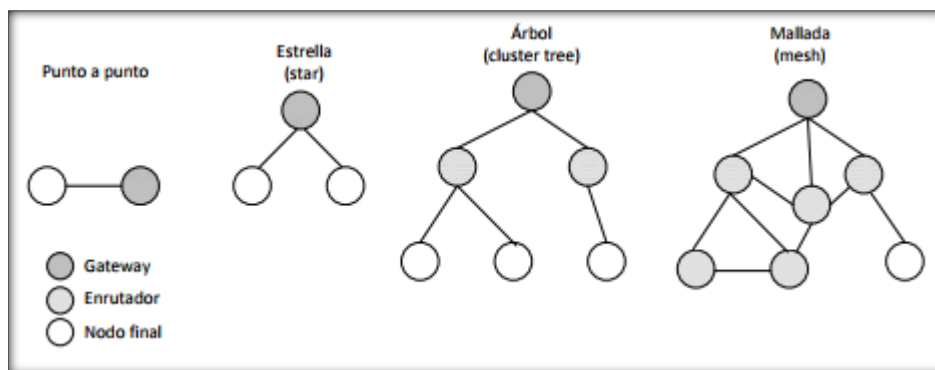 Punto a punto
Estrella
(star)
Árbol
(cluster tree)
Mallada
(mesh)
Gateway
Enrutador
Nodo final